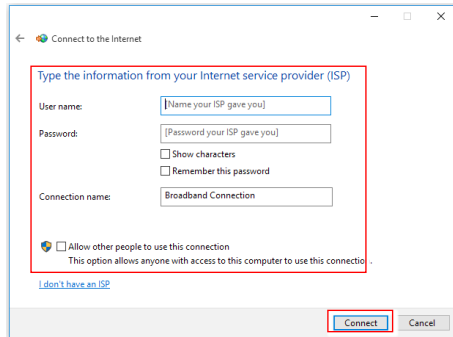 Connect to the Internet
Type the information from your Internet service provider (ISP)
User name:
[Name your ISP gave you]
Password:
[Password your ISP gave you]
Show characters
Remember this password
Connection name:
Broadband Connection
Allow other people to use this connection
This option allows anyone with access to this computer to use this connection.
I don't have an ISP
Connect
Cancel